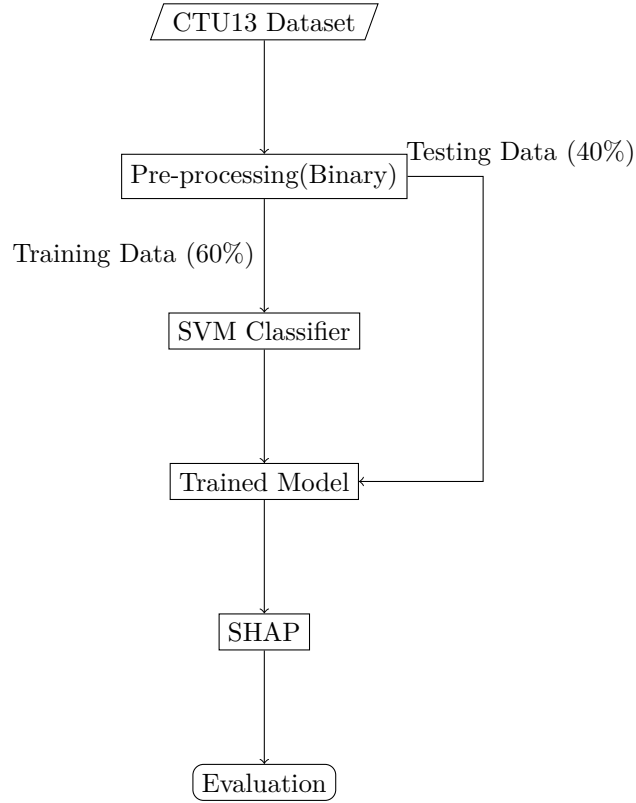 CTU13 Dataset
Testing Data (40%)
Pre-processing(Binary)
Training Data (60%)
SVM Classifier
Trained Model
SHAP
Evaluation